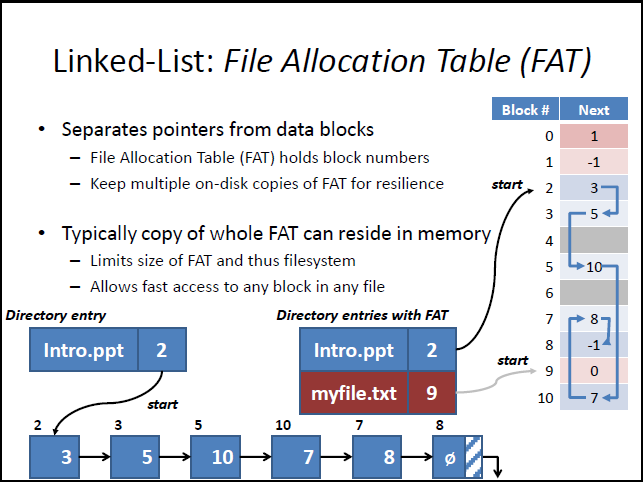 Linked-List: File Allocation Table (FAT)
• Separates pointers from data blocks
– File Allocation Table (FAT) holds block numbers
– Keep multiple on-disk copies of FAT for resilience
• Typically copy of whole FAT can reside in memory
– Limits size of FAT and thus filesystem
– Allows fast access to any block in any file
Block # Next
0 1
1 -1
2 3
3 5
4
5 10
6
7 8
8 -1
9 0
10 7
start
start
Directory entry
Intro.ppt 2
start
Directory entries with FAT
Intro.ppt 2
myfile.txt 9
2 3 5 10 7 8
3 5 10 7 8 ø